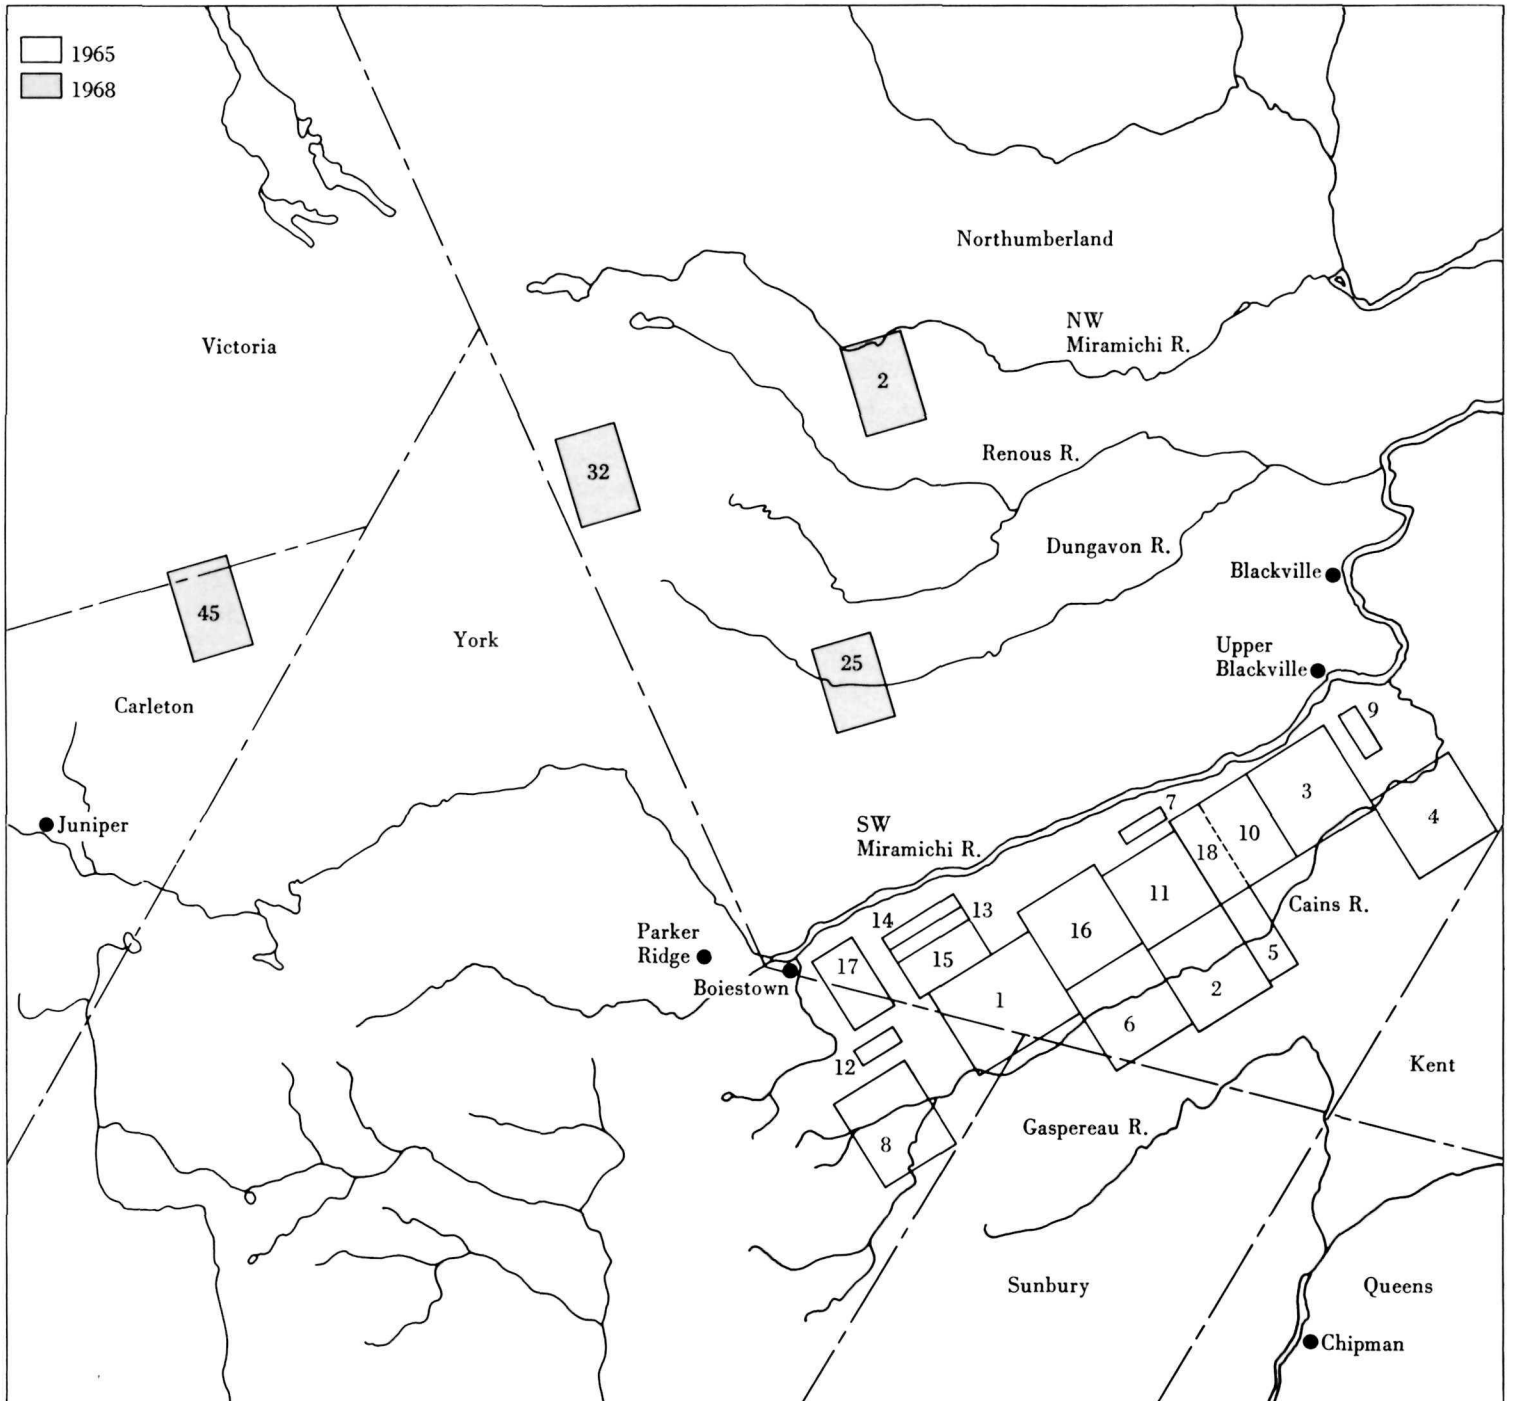 1965
1968
Northumberland
NW
Miramichi R.
Victoria
2
Renous R.
32
Dungavon R.
Blackville
45
York
Upper
Blackville
25
Carleton
9
3
7
4
10
Juniper
SW
Miramichi R.
18
11
Cains R.
13
14
16
Parker
Ridge
17
15
5
Boiestown
2
1
6
12
Kent
Gaspereau R.
8
Sunbury
Queens
Chipman